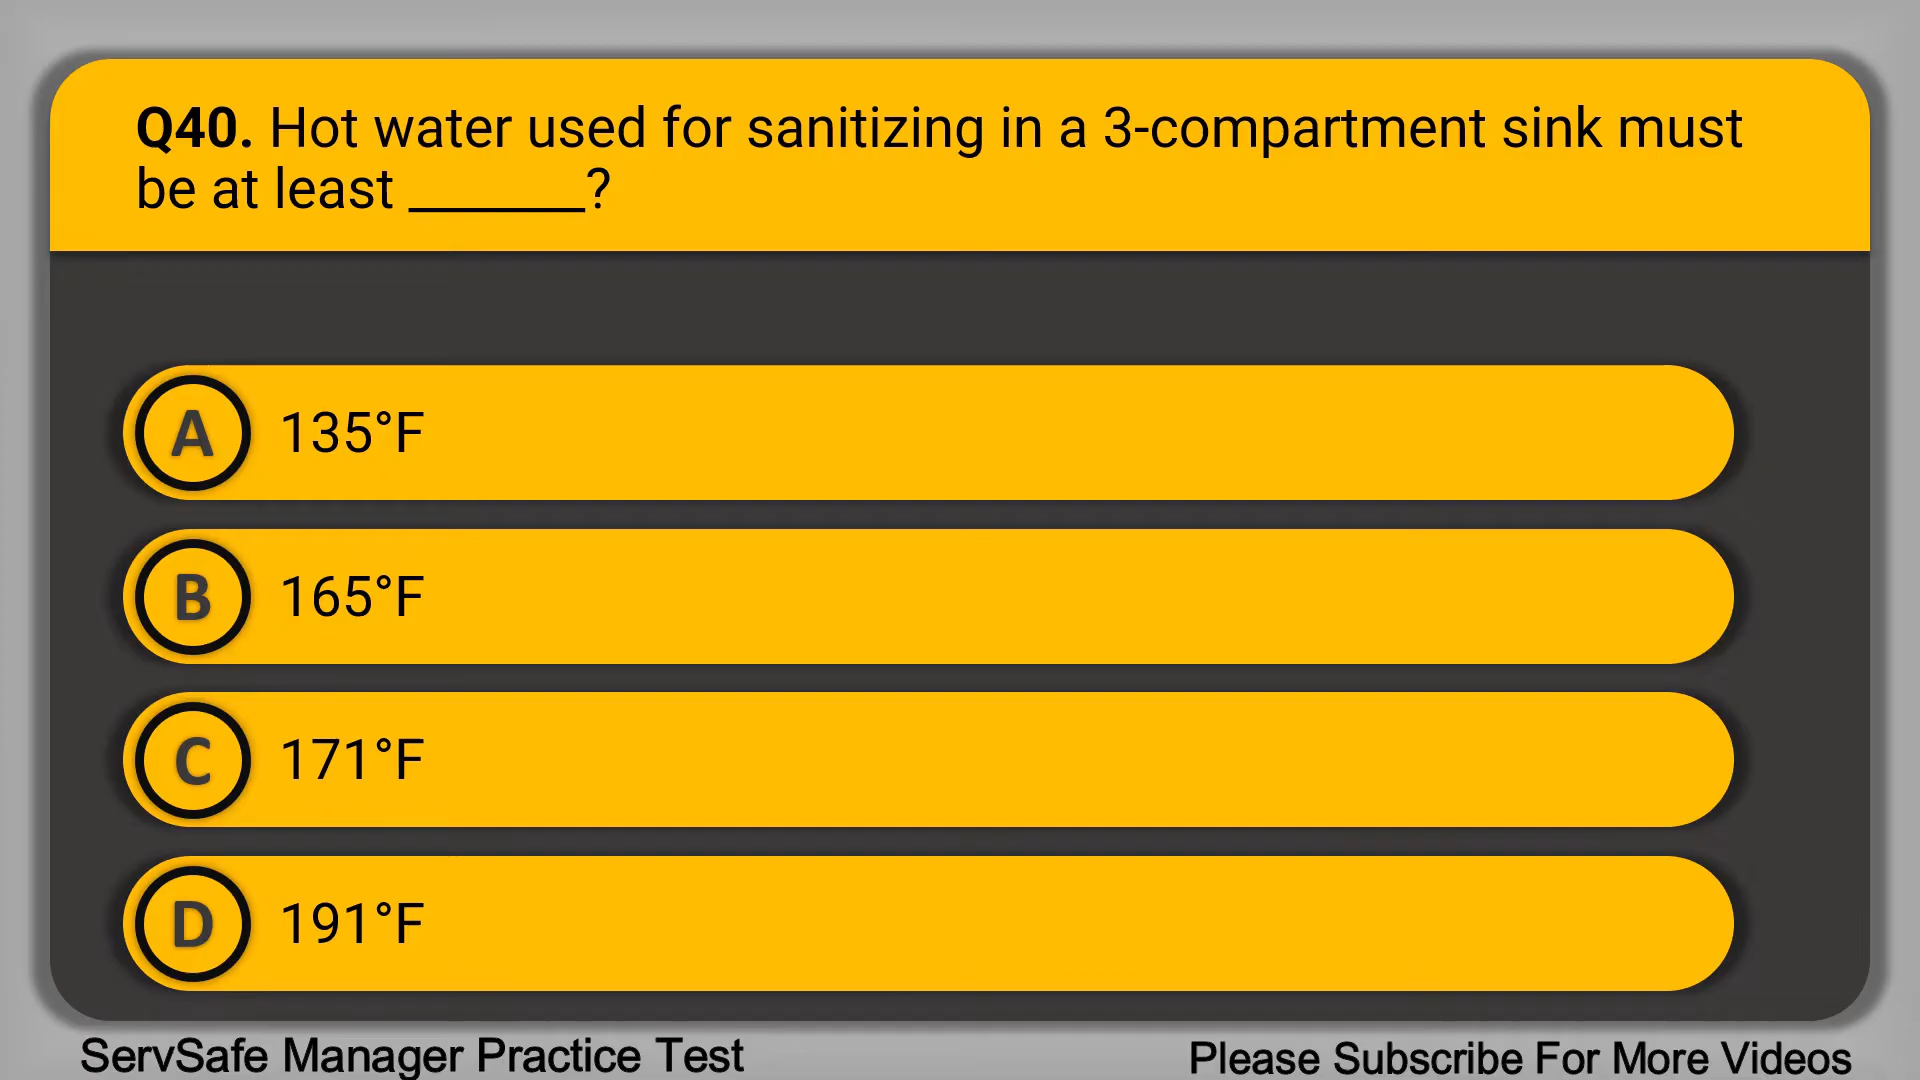 Q40. Hot water used for sanitizing in a 3-compartment sink must
be at least ______?
A 135°F
B 165°F
C 171°F
D 191°F
ServSafe Manager Practice Test
Please Subscribe For More Videos